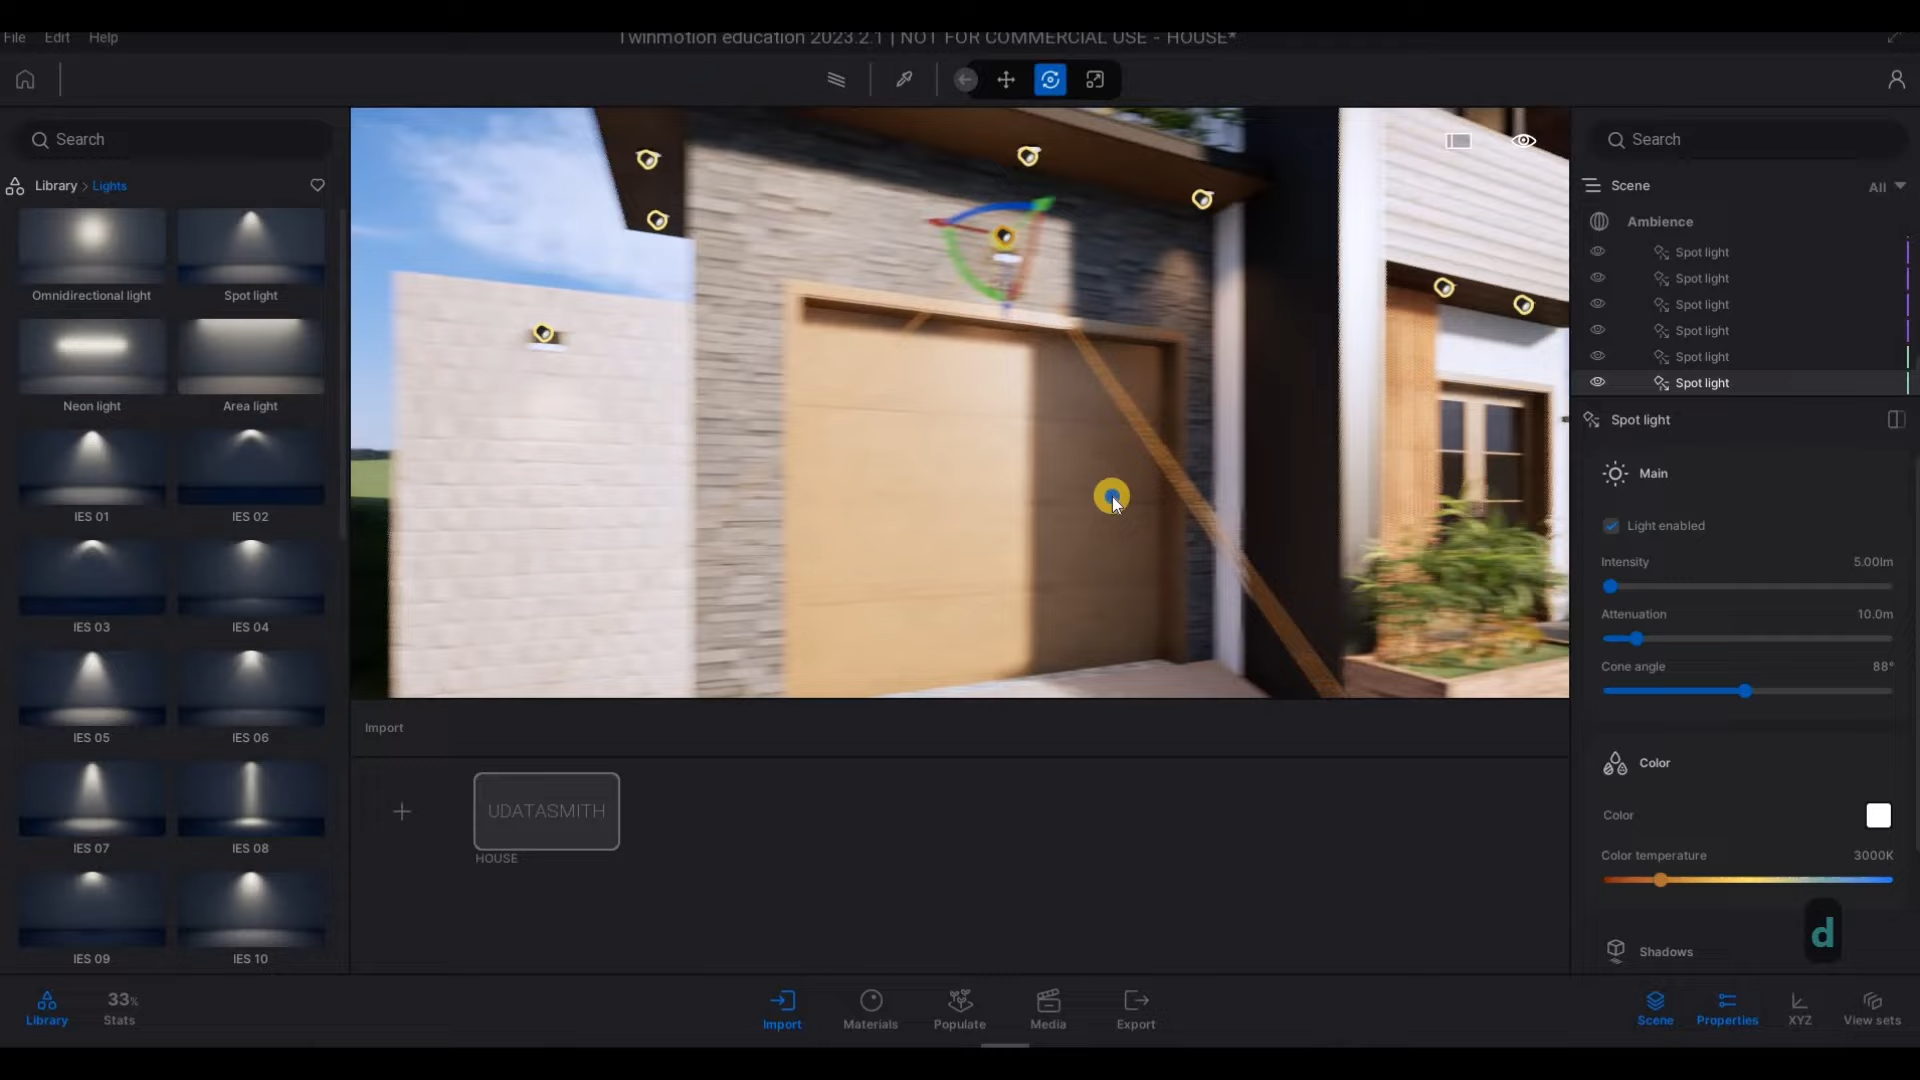 File Edit Help
Twinmotion education 2023.2.1 | NOT FOR COMMERCIAL USE - HOUSE*
Search
Library > Lights
Omnidirectional light
Spot light
Neon light
Area light
IES 01
IES 02
IES 03
IES 04
IES 05
IES 06
IES 07
IES 08
IES 09
IES 10
Import
UDATASMITH
HOUSE
Search
Scene
All
Ambience
Spot light
Spot light
Spot light
Spot light
Spot light
Spot light
Spot light
Main
Light enabled
Intensity 5.00lm
Attenuation 10.0m
Cone angle 88°
Color
Color
Color temperature 3000K
Shadows
d
Library
33% Stats
Import
Materials
Populate
Media
Export
Scene
Properties
XYZ
View sets